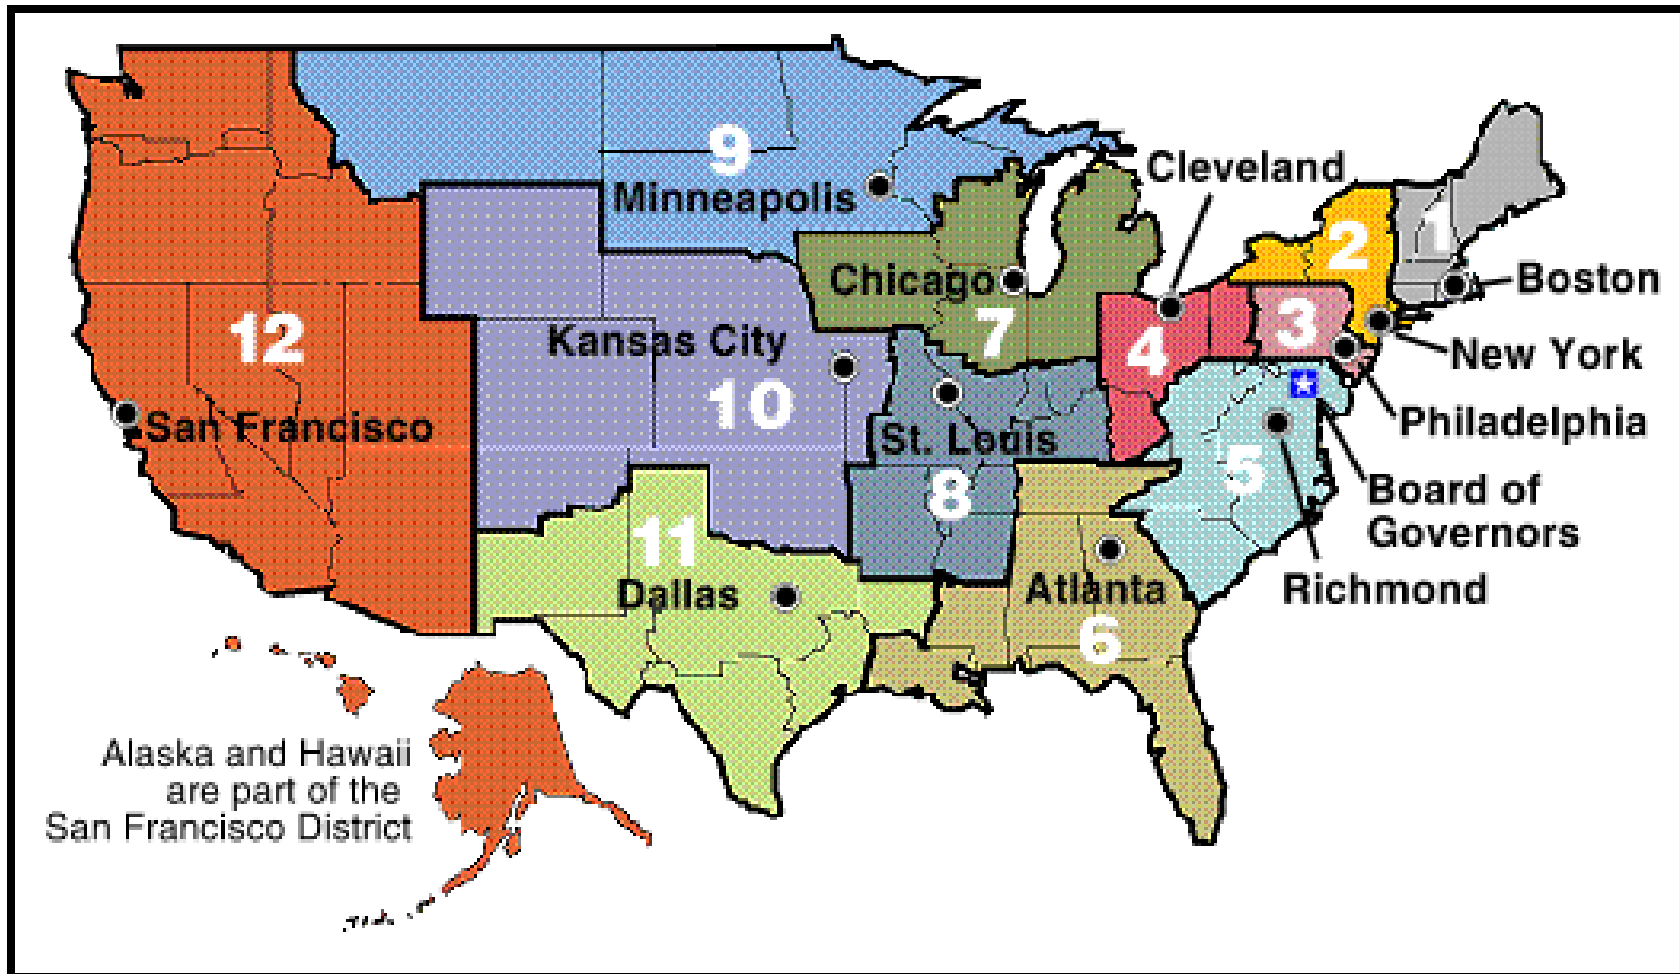 9
Minneapolis
Cleveland
1
2
Boston
Chicago
7
3
4
New York
12
Kansas City
10
San Francisco
Philadelphia
St. Louis
5
8
Board of
Governors
11
Dallas
Atlanta
Richmond
6
Alaska and Hawaii
are part of the
San Francisco District